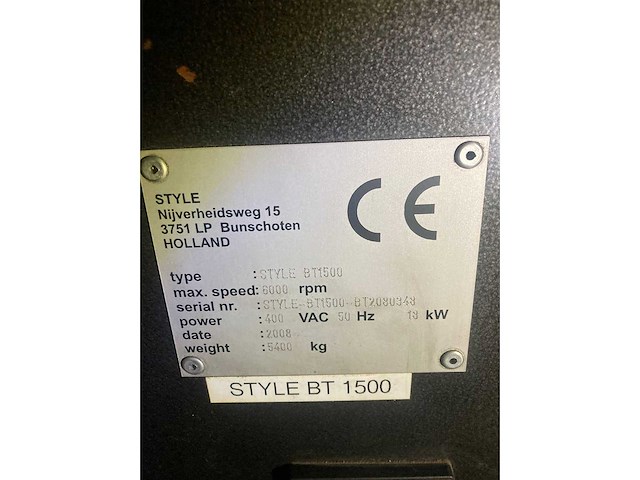 STYLE
Nijverheidsweg 15
3751 LP Bunschoten
HOLLAND
CE
type : STYLE BT1500
max. speed: 6000 rpm
serial nr. : STYLE-BT1500-BT2080348
power : 400 VAC 50 Hz 18 kW
date : 2008
weight : 5400 kg
STYLE BT 1500